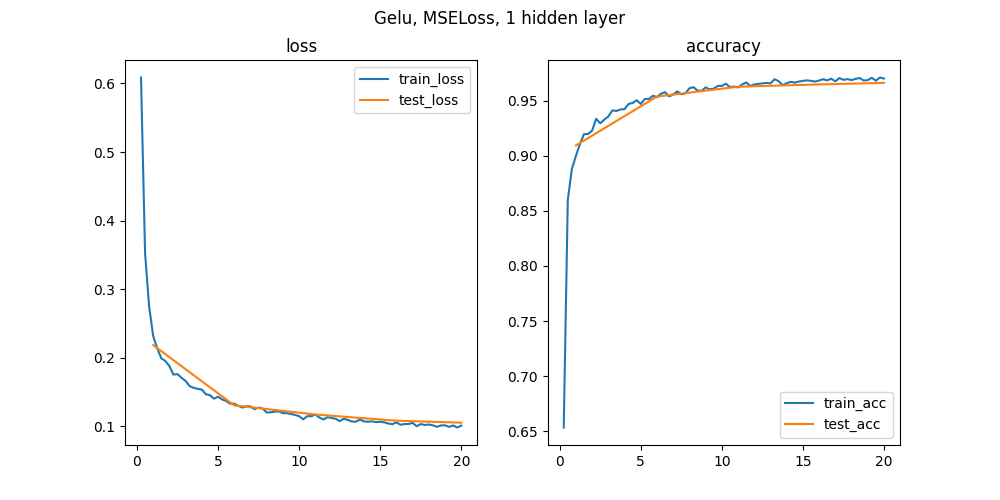 Gelu, MSELoss, 1 hidden layer
loss
0.6
0.5
0.4
0.3
0.2
0.1
0 5 10 15 20
train_loss
test_loss
accuracy
0.95
0.90
0.85
0.80
0.75
0.70
0.65
0 5 10 15 20
train_acc
test_acc